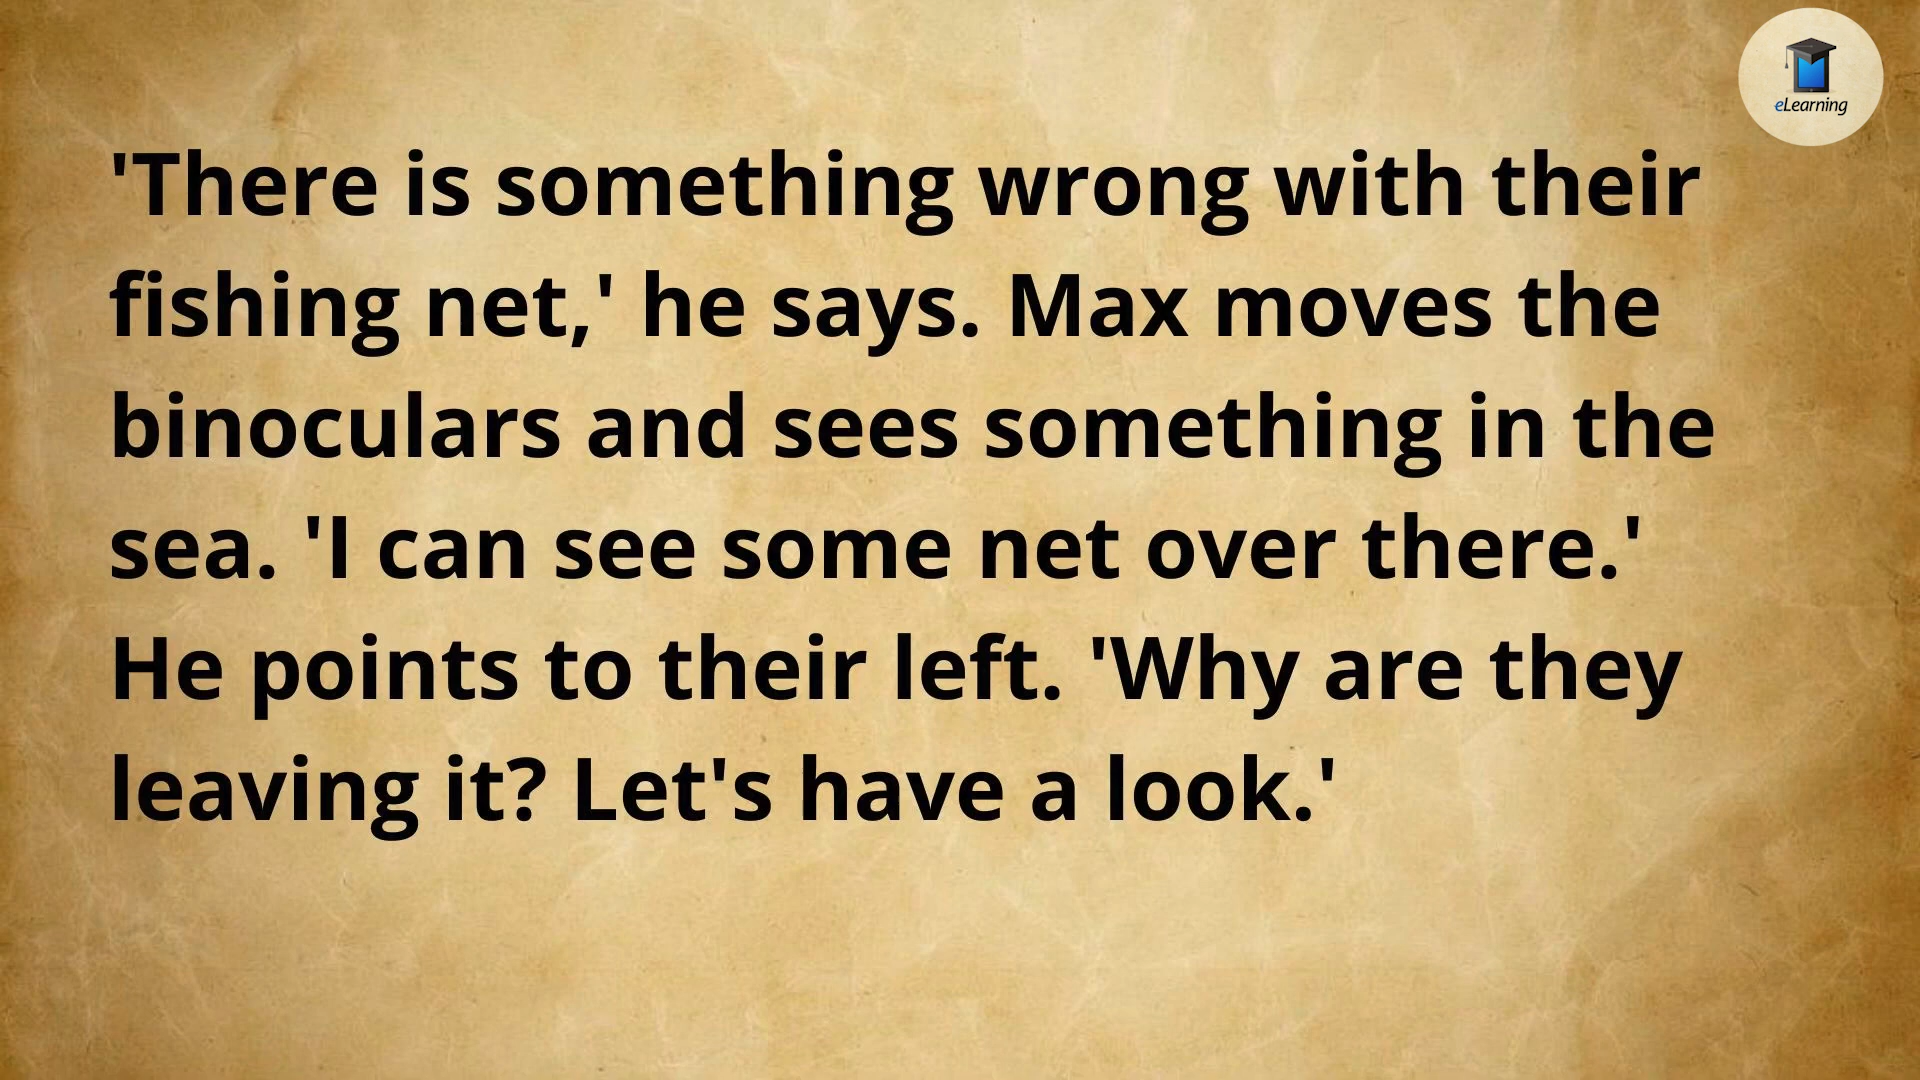 eLearning
'There is something wrong with their
fishing net,' he says. Max moves the
binoculars and sees something in the
sea. 'I can see some net over there.'
He points to their left. 'Why are they
leaving it? Let's have a look.'